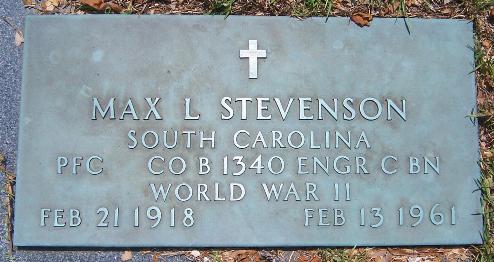 MAX L STEVENSON
SOUTH CAROLINA
PFC CO B 1340 ENGR C BN
WORLD WAR II
FEB 21 1918 FEB 13 1961